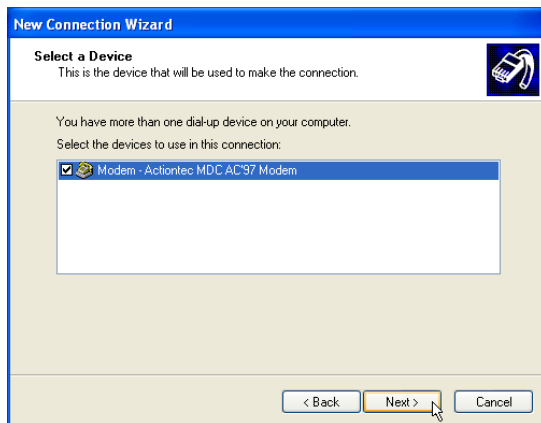 New Connection Wizard
Select a Device
This is the device that will be used to make the connection.
You have more than one dial-up device on your computer.
Select the devices to use in this connection:
Modem - Actiontec MDC AC'97 Modem
< Back Next > Cancel